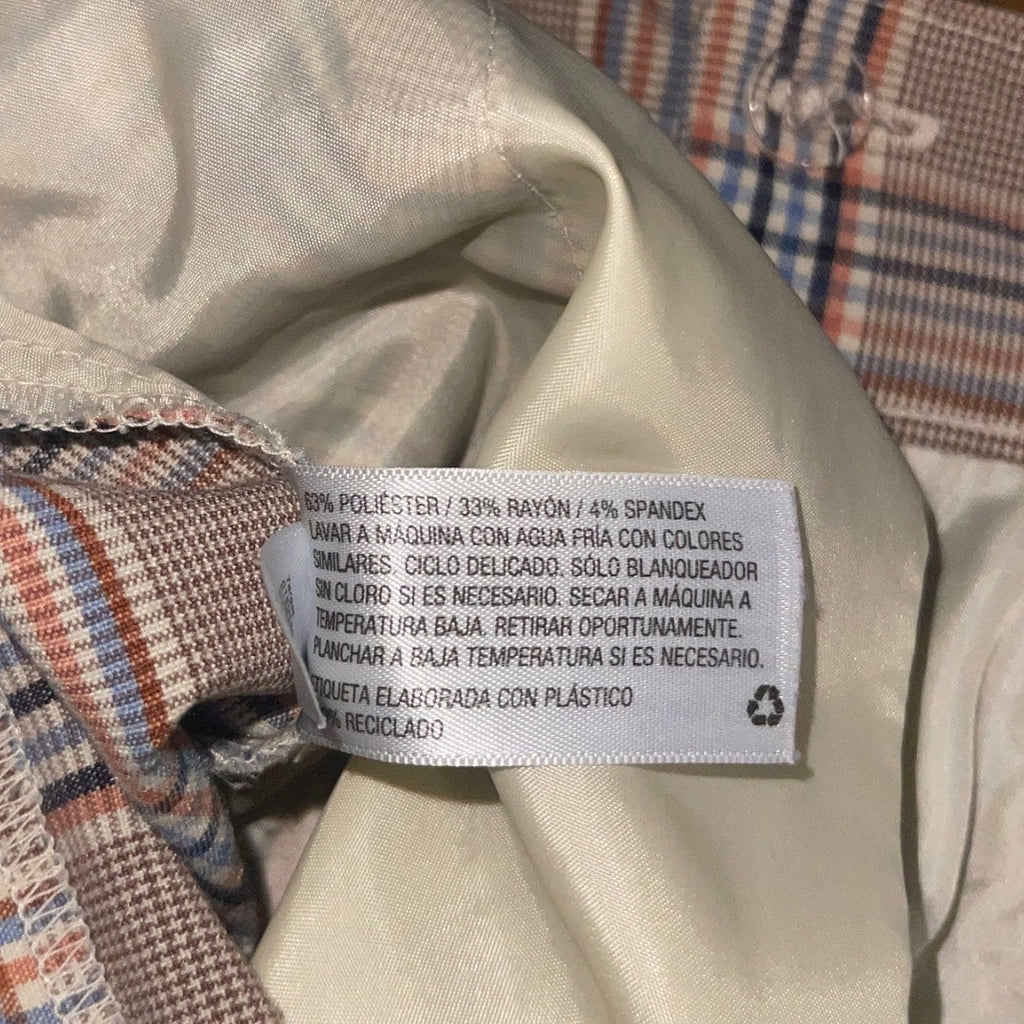 63% POLIÉSTER / 33% RAYÓN / 4% SPANDEX
LAVAR A MÁQUINA CON AGUA FRÍA CON COLORES
SIMILARES. CICLO DELICADO. SÓLO BLANQUEADOR
SIN CLORO SI ES NECESARIO. SECAR A MÁQUINA A
TEMPERATURA BAJA. RETIRAR OPORTUNAMENTE.
PLANCHAR A BAJA TEMPERATURA SI ES NECESARIO.
ETIQUETA ELABORADA CON PLÁSTICO
RECICLADO